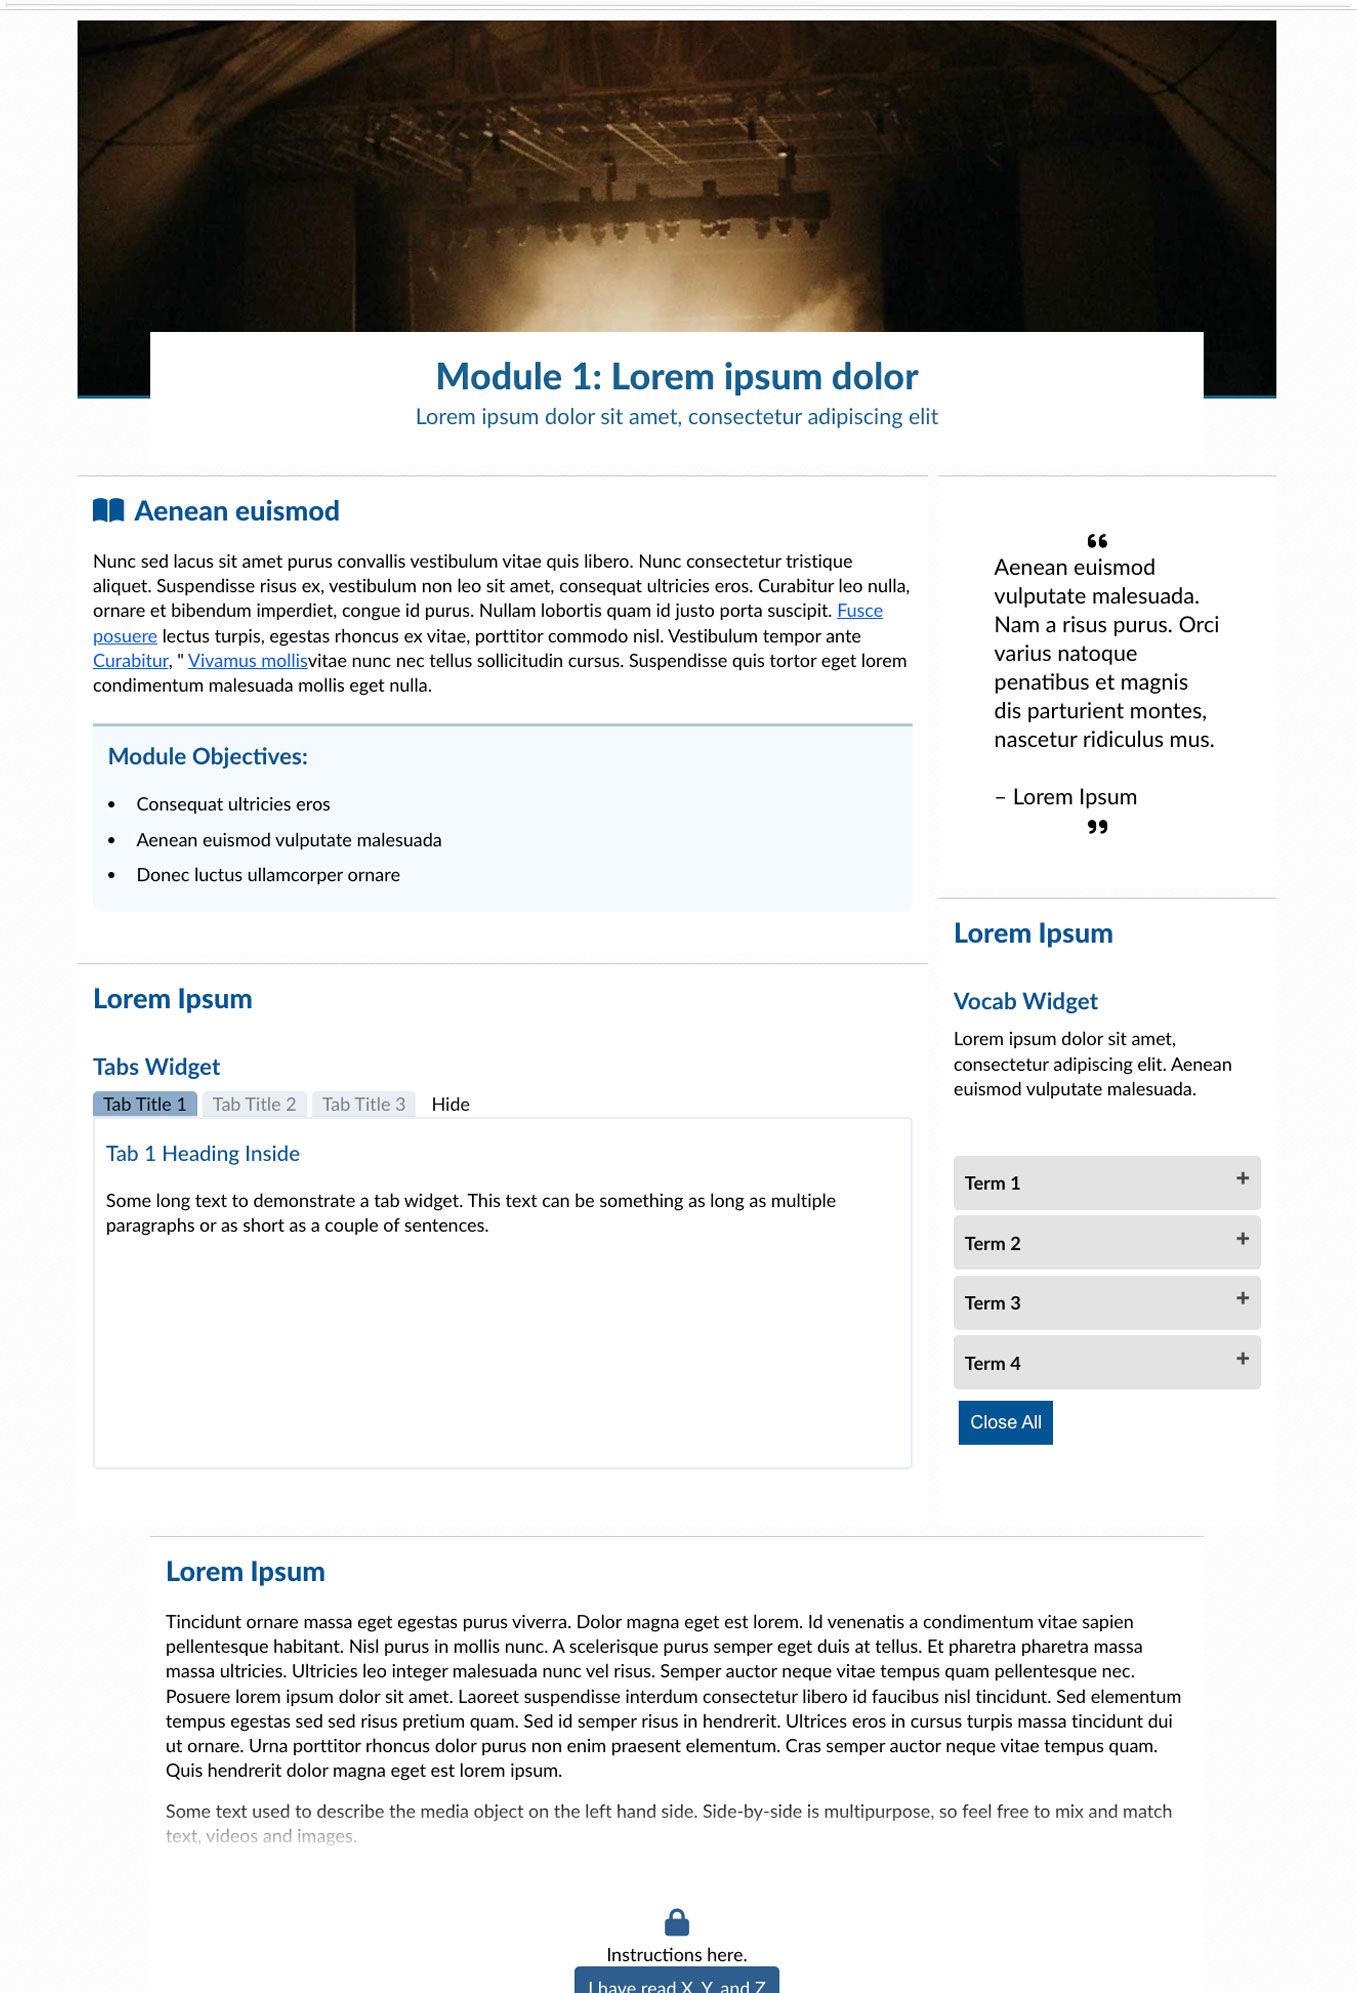 Module 1: Lorem ipsum dolor
Lorem ipsum dolor sit amet, consectetur adipiscing elit
Aenean euismod
Nunc sed lacus sit amet purus convallis vestibulum vitae quis libero. Nunc consectetur tristique
aliquet. Suspendisse risus ex, vestibulum non leo sit amet, consequat ultricies eros. Curabitur leo nulla,
ornare et bibendum imperdiet, congue id purus. Nullam lobortis quam id justo porta suscipit. Fusce
posuere lectus turpis, egestas rhoncus ex vitae, porttitor commodo nisl. Vestibulum tempor ante
Curabitur, " Vivamus mollisvitae nunc nec tellus sollicitudin cursus. Suspendisse quis tortor eget lorem
condimentum malesuada mollis eget nulla.
Module Objectives:
• Consequat ultricies eros
• Aenean euismod vulputate malesuada
• Donec luctus ullamcorper ornare
Lorem Ipsum
Tabs Widget
Tab Title 1 Tab Title 2 Tab Title 3 Hide
Tab 1 Heading Inside
Some long text to demonstrate a tab widget. This text can be something as long as multiple
paragraphs or as short as a couple of sentences.
“
Aenean euismod
vulputate malesuada.
Nam a risus purus. Orci
varius natoque
penatibus et magnis
dis parturient montes,
nascetur ridiculus mus.
– Lorem Ipsum
”
Lorem Ipsum
Vocab Widget
Lorem ipsum dolor sit amet,
consectetur adipiscing elit. Aenean
euismod vulputate malesuada.
Term 1 +
Term 2 +
Term 3 +
Term 4 +
Close All
Lorem Ipsum
Tincidunt ornare massa eget egestas purus viverra. Dolor magna eget est lorem. Id venenatis a condimentum vitae sapien
pellentesque habitant. Nisl purus in mollis nunc. A scelerisque purus semper eget duis at tellus. Et pharetra pharetra massa
massa ultricies. Ultricies leo integer malesuada nunc vel risus. Semper auctor neque vitae tempus quam pellentesque nec.
Posuere lorem ipsum dolor sit amet. Laoreet suspendisse interdum consectetur libero id faucibus nisl tincidunt. Sed elementum
tempus egestas sed sed risus pretium quam. Sed id semper risus in hendrerit. Ultrices eros in cursus turpis massa tincidunt dui
ut ornare. Urna porttitor rhoncus dolor purus non enim praesent elementum. Cras semper auctor neque vitae tempus quam.
Quis hendrerit dolor magna eget est lorem ipsum.
Some text used to describe the media object on the left hand side. Side-by-side is multipurpose, so feel free to mix and match
text, videos and images.
Instructions here.
I have read X, Y, and Z